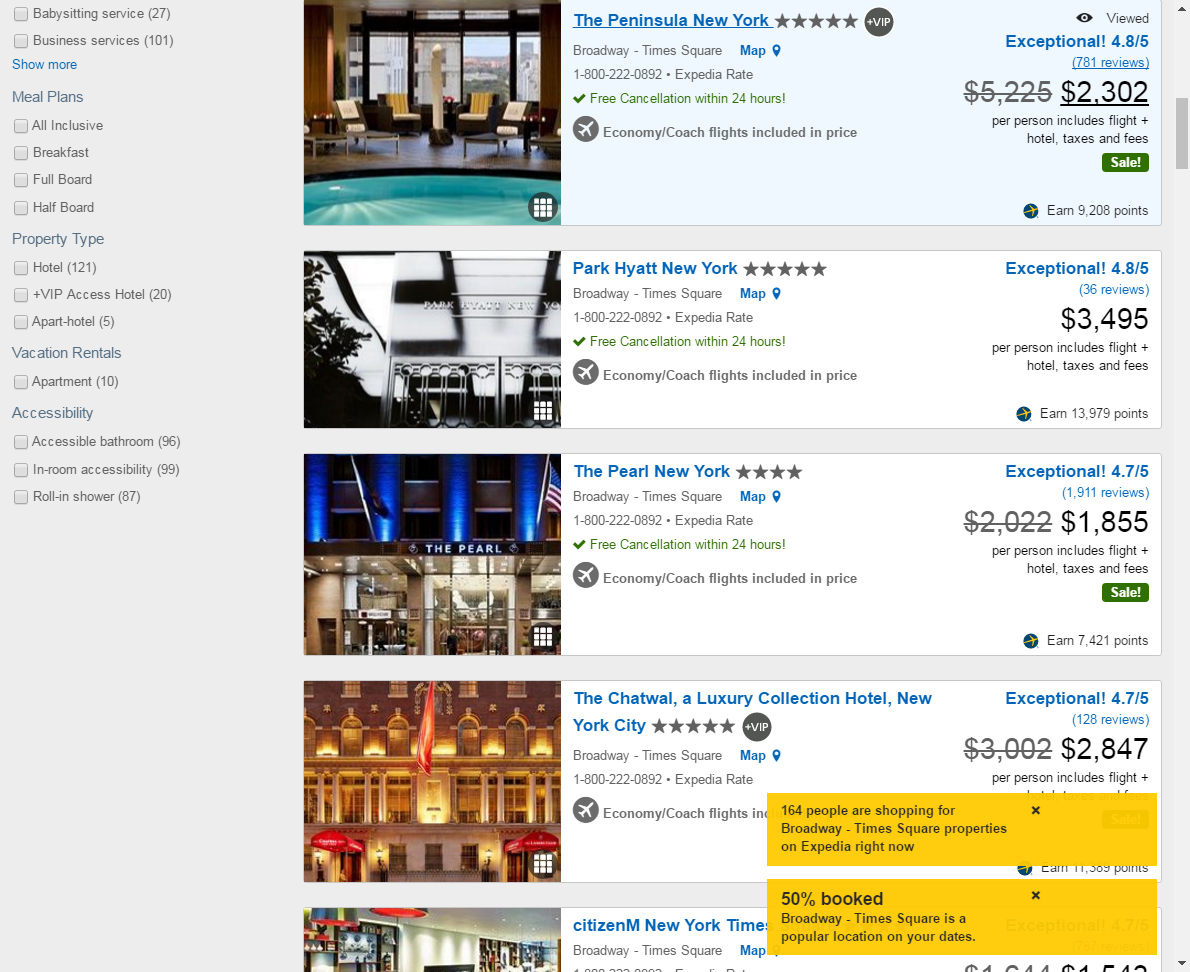 Babysitting service (27)
Business services (101)
Show more
Meal Plans
All Inclusive
Breakfast
Full Board
Half Board
Property Type
Hotel (121)
+VIP Access Hotel (20)
Apart-hotel (5)
Vacation Rentals
Apartment (10)
Accessibility
Accessible bathroom (96)
In-room accessibility (99)
Roll-in shower (87)
The Peninsula New York +VIP
Broadway - Times Square Map
1-800-222-0892 • Expedia Rate
Free Cancellation within 24 hours!
Economy/Coach flights included in price
Viewed
Exceptional! 4.8/5
(781 reviews)
$5,225 $2,302
per person includes flight +
hotel, taxes and fees
Sale!
Earn 9,208 points
PARK HYATT NEW YO
Park Hyatt New York
Broadway - Times Square Map
1-800-222-0892 • Expedia Rate
Free Cancellation within 24 hours!
Economy/Coach flights included in price
Exceptional! 4.8/5
(36 reviews)
$3,495
per person includes flight +
hotel, taxes and fees
Earn 13,979 points
THE PEARL
The Pearl New York
Broadway - Times Square Map
1-800-222-0892 • Expedia Rate
Free Cancellation within 24 hours!
Economy/Coach flights included in price
Exceptional! 4.7/5
(1,911 reviews)
$2,022 $1,855
per person includes flight +
hotel, taxes and fees
Sale!
Earn 7,421 points
The Chatwal, a Luxury Collection Hotel, New
York City +VIP
Broadway - Times Square Map
1-800-222-0892 • Expedia Rate
Economy/Coach flights inc
Exceptional! 4.7/5
(128 reviews)
$3,002 $2,847
per person includes flight +
hotel, taxes and fees
Sale!
Earn 11,389 points
164 people are shopping for
Broadway - Times Square properties
on Expedia right now
50% booked
Broadway - Times Square is a
popular location on your dates.
citizenM New York Times Square
Broadway - Times Square Map
1-800-222-0892 • Expedia Rate
Exceptional! 4.7/5
(767 reviews)
$1,644 $1,542